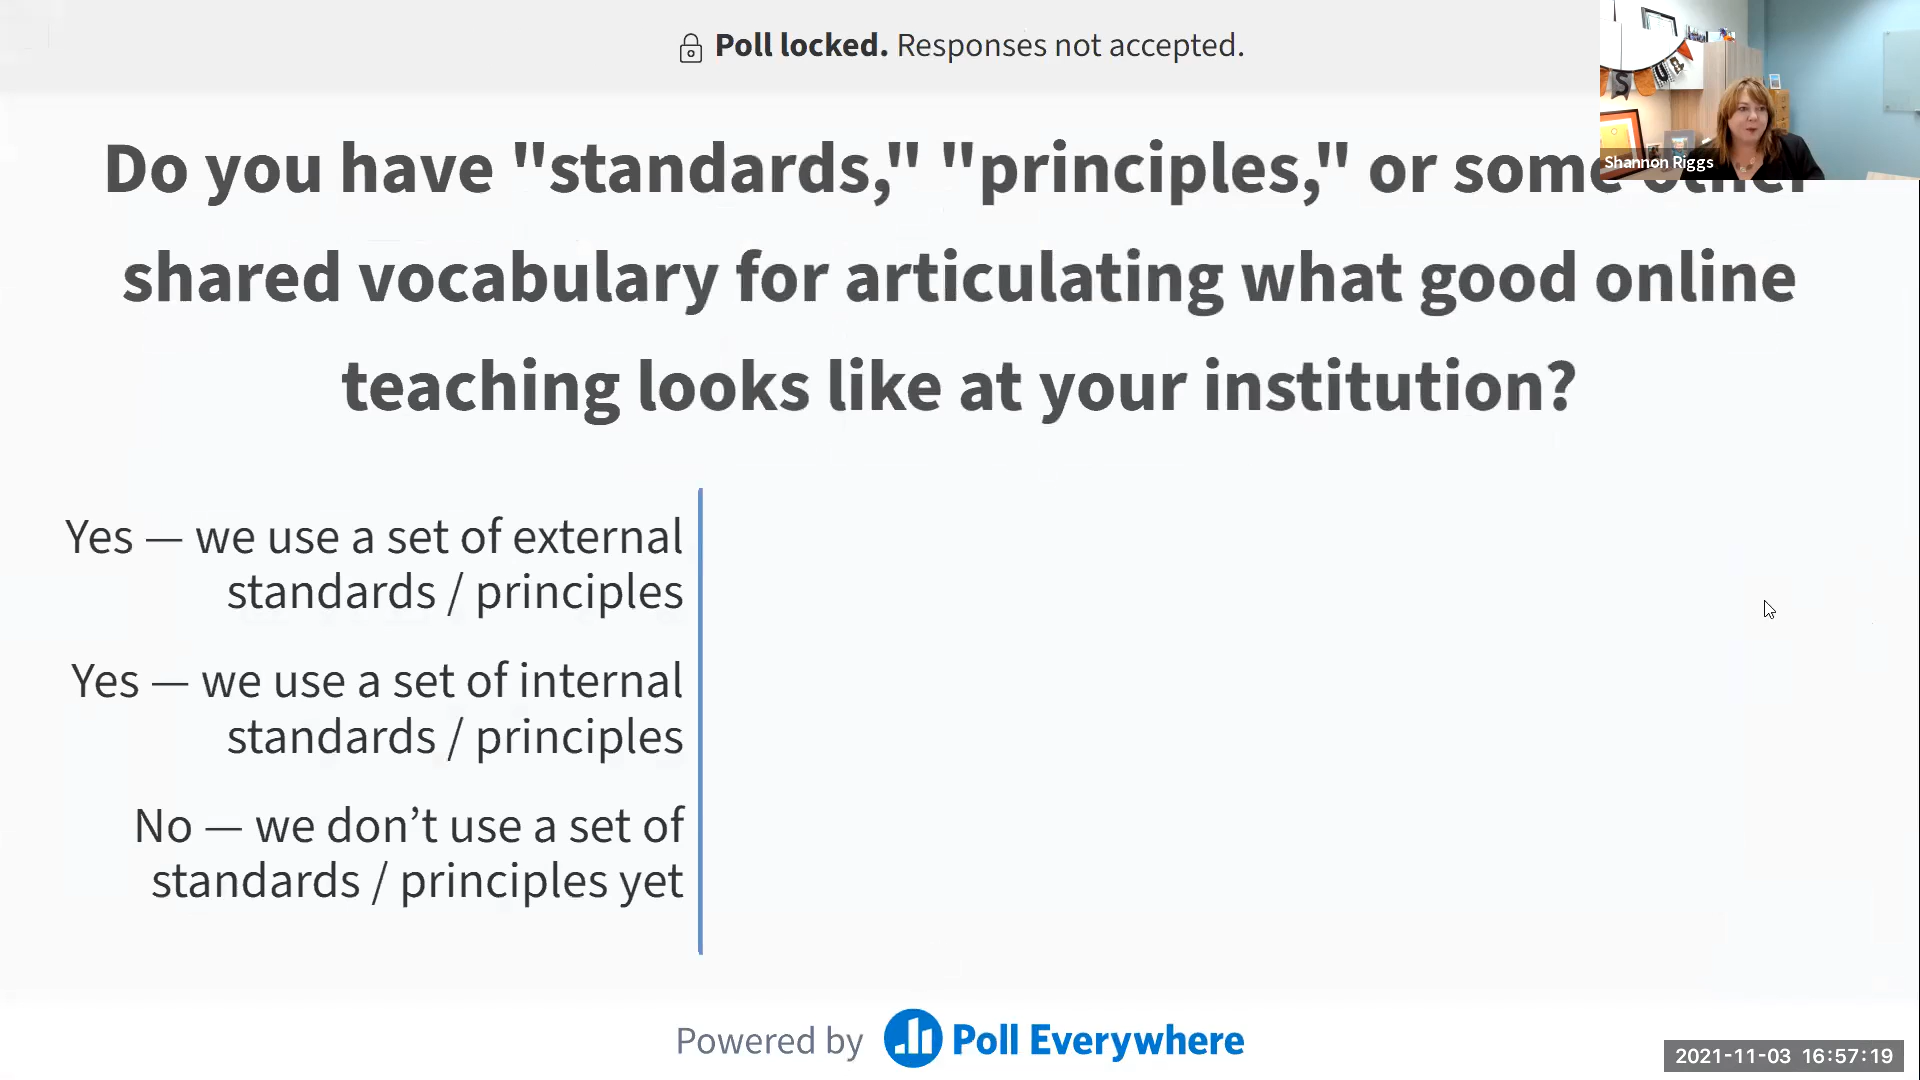 Poll locked. Responses not accepted.
Do you have "standards," "principles," or some other
shared vocabulary for articulating what good online
teaching looks like at your institution?
Yes — we use a set of external
standards / principles
Yes — we use a set of internal
standards / principles
No — we don’t use a set of
standards / principles yet
Powered by Poll Everywhere
Shannon Riggs
2021-11-03 16:57:19